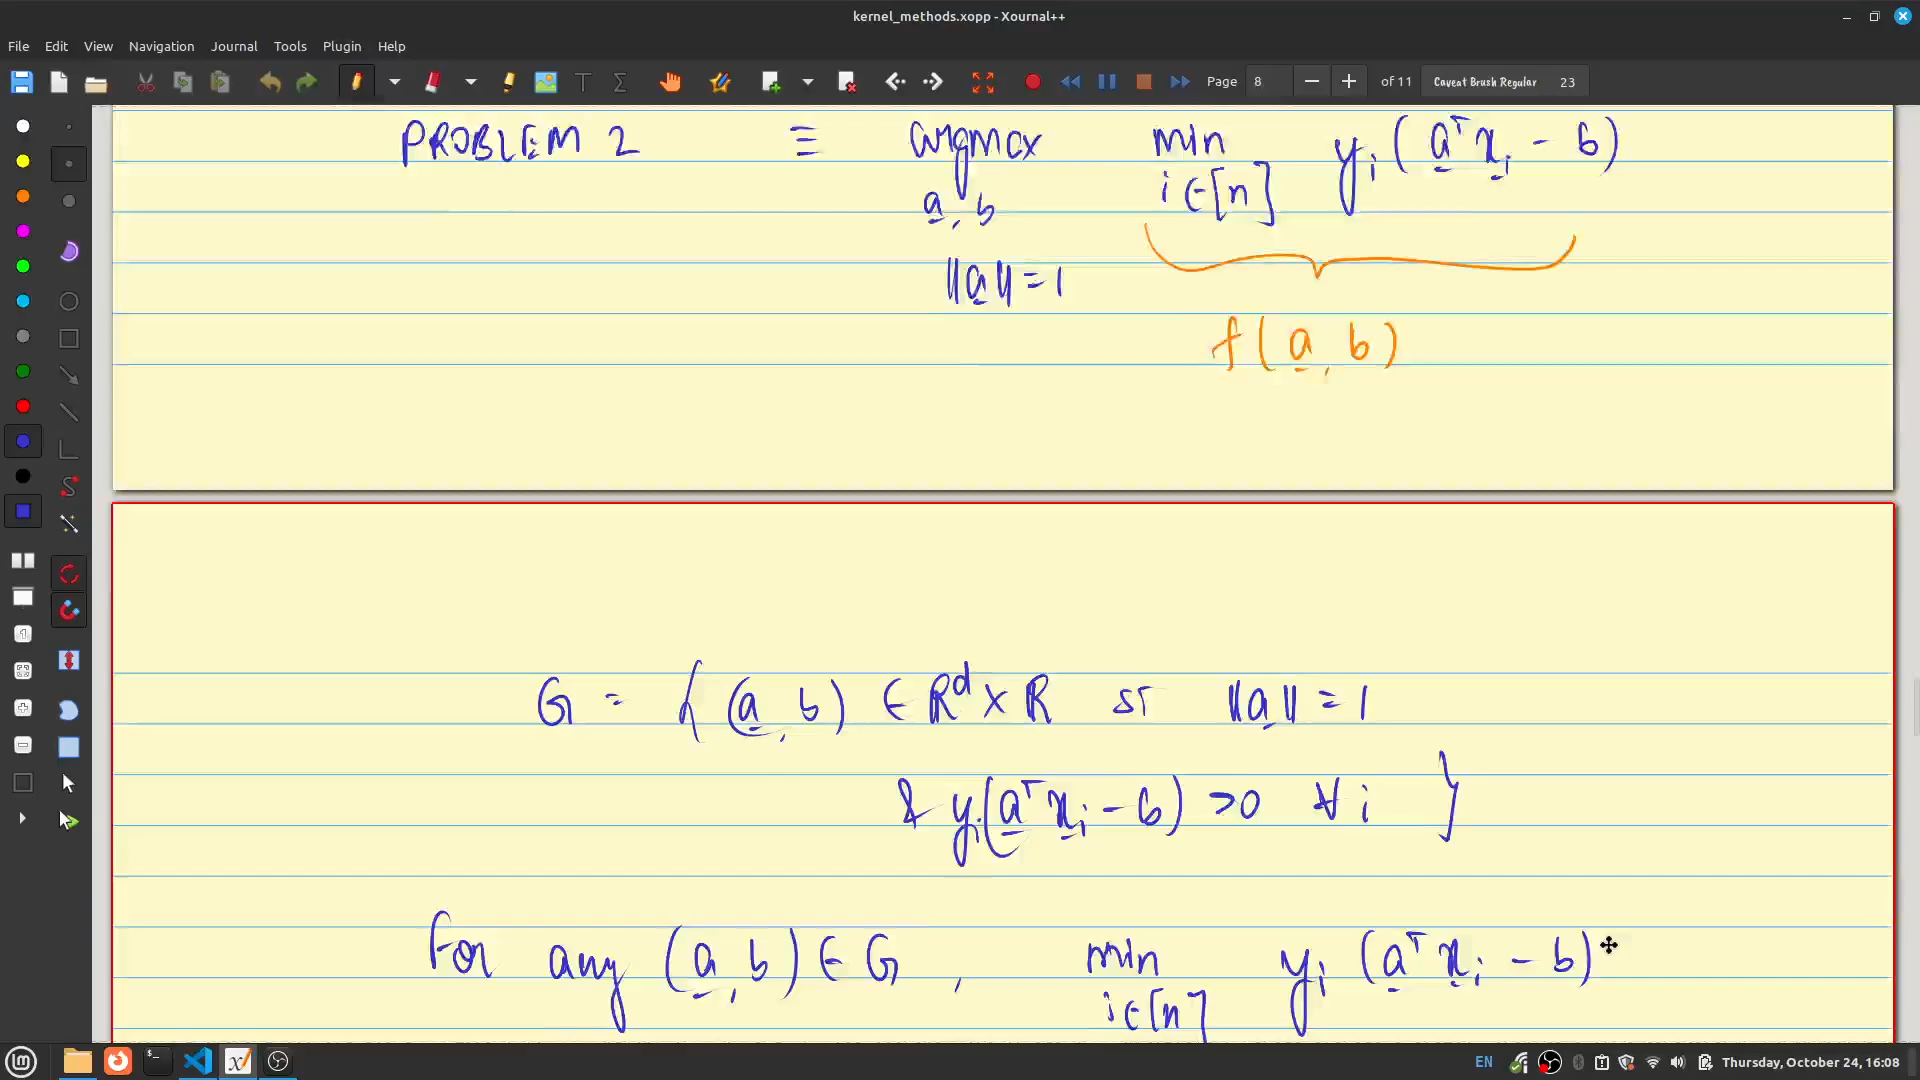 kernel_methods.xopp - Xournal++
File Edit View Navigation Journal Tools Plugin Help
Page 8 of 11 Caveat Brush Regular 23
PROBLEM 2 ≡ argmax min yᵢ(aᵀxᵢ - b)
a, b i∈[n]
||a|| = 1
f(a, b)
G = { (a, b) ∈ Rᵈ × R st ||a|| = 1
& yᵢ(aᵀxᵢ - b) >0 ∀ i }
For any (a, b) ∈ G, min yᵢ(aᵀxᵢ - b)
i∈[n]
EN Thursday, October 24, 16:08